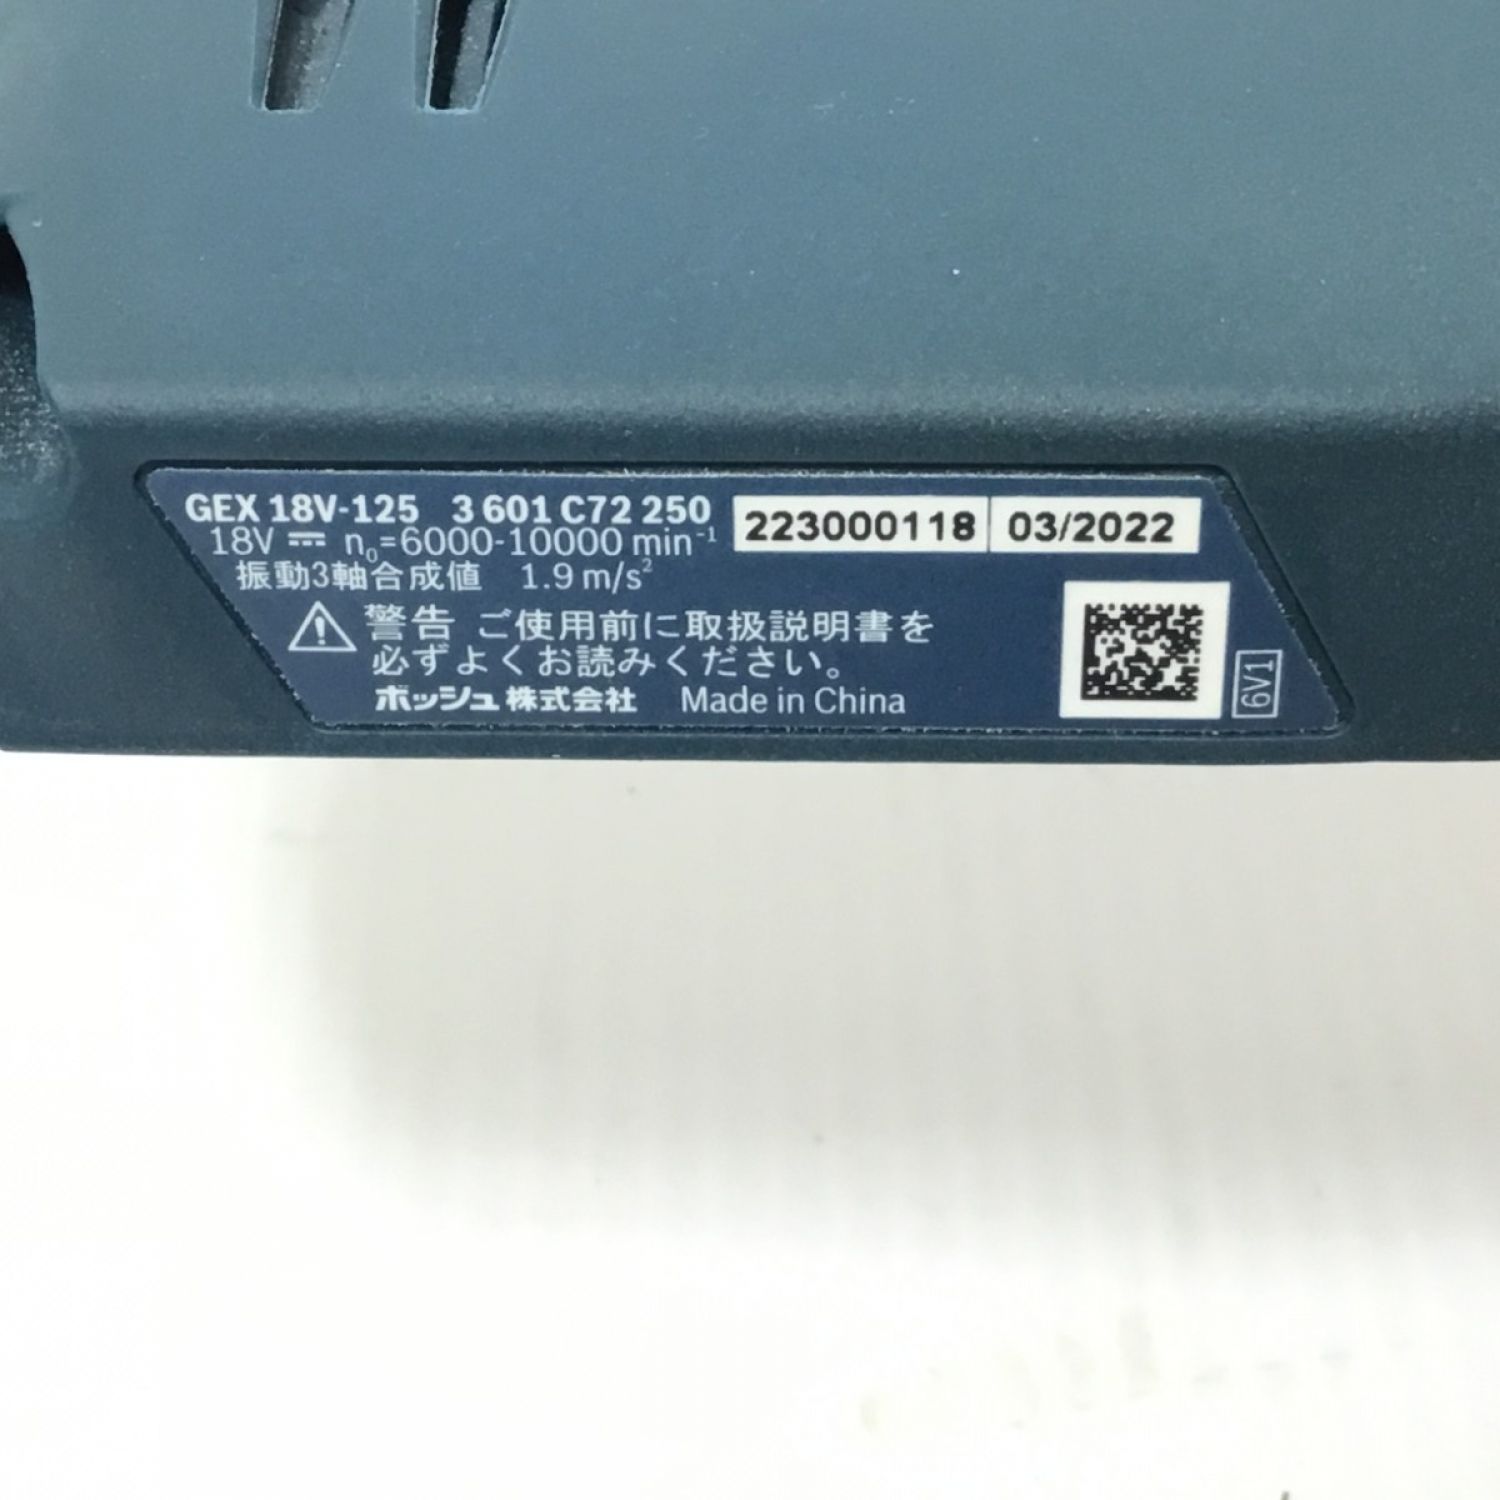 GEX 18V-125 3 601 C72 250 223000118 03/2022
18V ⎓ n₀=6000-10000 min⁻¹
振動3軸合成値 1.9 m/s²
警告 ご使用前に取扱説明書を
必ずよくお読みください。
ボッシュ株式会社 Made in China
6V1